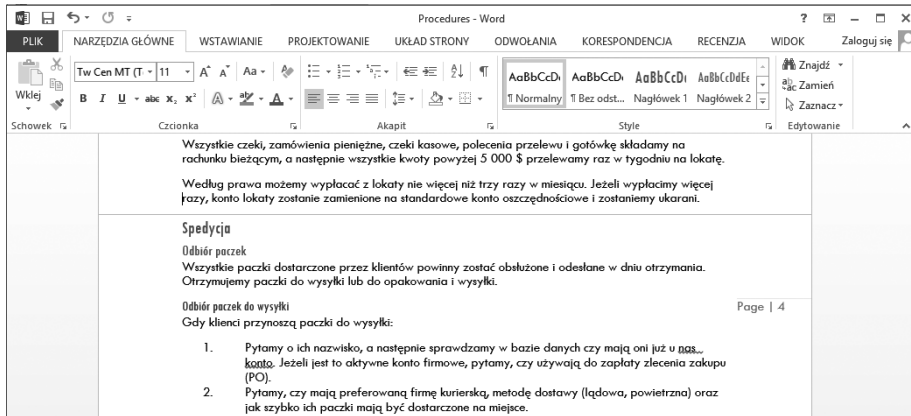 Procedures - Word
PLIK NARZĘDZIA GŁÓWNE WSTAWIANIE PROJEKTOWANIE UKŁAD STRONY ODWOŁANIA KORESPONDENCJA RECENZJA WIDOK Zaloguj się
Wklej
Tw Cen MT (T 11 Aa
B I U abc X₂ X² A A
AaBbCcDı AaBbCcDı AaBbCcDı AaBbCcDdEe
¶ Normalny ¶ Bez odst... Nagłówek 1 Nagłówek 2
Znajdź
Zamień
Zaznacz
Schowek Czcionka Akapit Style Edytowanie
Wszystkie czeki, zamówienia pieniężne, czeki kasowe, polecenia przelewu i gotówkę składamy na
rachunku bieżącym, a następnie wszystkie kwoty powyżej 5 000 $ przelewamy raz w tygodniu na lokatę.
Według prawa możemy wypłacać z lokaty nie więcej niż trzy razy w miesiącu. Jeżeli wypłacimy więcej
razy, konto lokaty zostanie zamienione na standardowe konto oszczędnościowe i zostaniemy ukarani.
Spedycja
Odbiór paczek
Wszystkie paczki dostarczone przez klientów powinny zostać obsłużone i odesłane w dniu otrzymania.
Otrzymujemy paczki do wysyłki lub do opakowania i wysyłki.
Odbiór paczek do wysyłki
Page | 4
Gdy klienci przynoszą paczki do wysyłki:
1. Pytamy o ich nazwisko, a następnie sprawdzamy w bazie danych czy mają oni już u nas
konto. Jeżeli jest to aktywne konto firmowe, pytamy, czy używają do zapłaty zlecenia zakupu
(PO).
2. Pytamy, czy mają preferowaną firmę kurierską, metodę dostawy (lądowa, powietrzna) oraz
jak szybko ich paczki mają być dostarczone na miejsce.